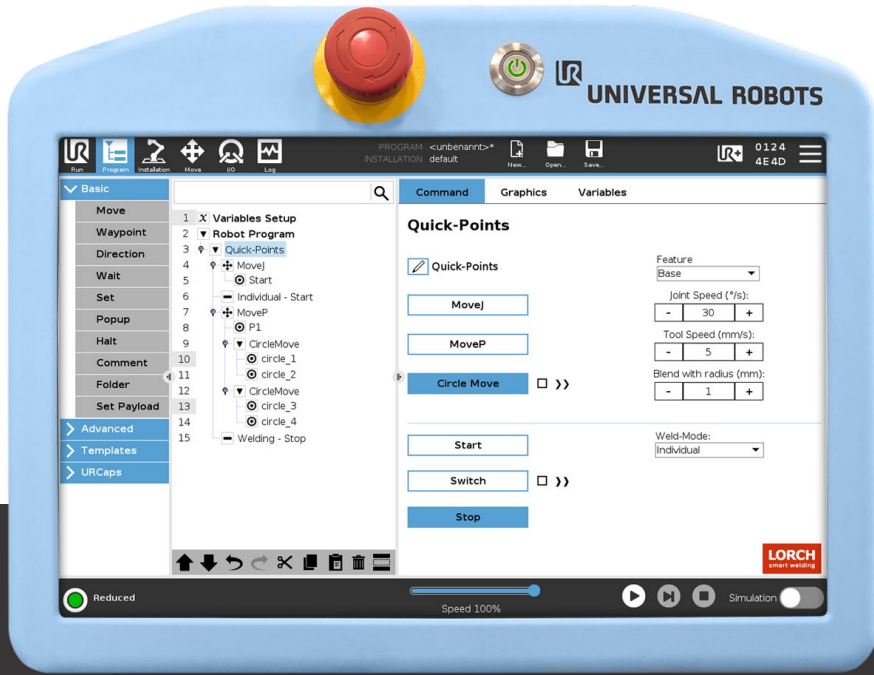 UR
UNIVERSAL ROBOTS
UR
Run
Program
Installation
Move
I/O
Log
PROGRAM <unbenannt>*
INSTALLATION default
New...
Open...
Save...
UR+
0124
4E4D
Basic
Move
Waypoint
Direction
Wait
Set
Popup
Halt
Comment
Folder
Set Payload
Advanced
Templates
URCaps
1 X Variables Setup
2 Robot Program
3 Quick-Points
4 MoveJ
5 Start
6 Individual - Start
7 MoveP
8 P1
9 CircleMove
10 circle_1
11 circle_2
12 CircleMove
13 circle_3
14 circle_4
15 Welding - Stop
Command Graphics Variables
Quick-Points
Quick-Points
MoveJ
MoveP
Circle Move
Start
Switch
Stop
Feature
Base
Joint Speed (°/s):
- 30 +
Tool Speed (mm/s):
- 5 +
Blend with radius (mm):
- 1 +
Weld-Mode:
Individual
LORCH
smart welding
Reduced
Speed 100%
Simulation